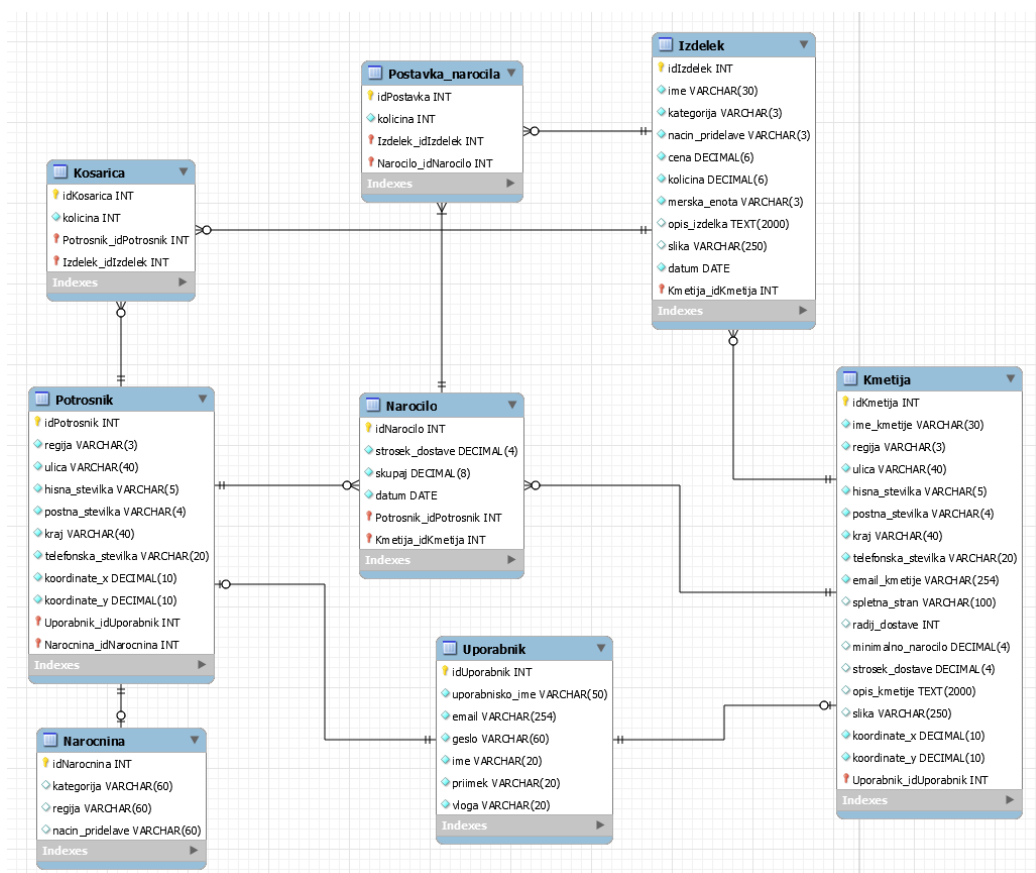 Izdelek
idIzdelek INT
ime VARCHAR(30)
kategorija VARCHAR(3)
nacin_pridelave VARCHAR(3)
cena DECIMAL(6)
kolicina DECIMAL(6)
merska_enota VARCHAR(3)
opis_izdelka TEXT(2000)
slika VARCHAR(250)
datum DATE
Kmetija_idKmetija INT
Indexes
Postavka_narocila
idPostavka INT
kolicina INT
Izdelek_idIzdelek INT
Narocilo_idNarocilo INT
Indexes
Kosarica
idKosarica INT
kolicina INT
Potrosnik_idPotrosnik INT
Izdelek_idIzdelek INT
Indexes
Potrosnik
idPotrosnik INT
regija VARCHAR(3)
ulica VARCHAR(40)
hisna_stevilka VARCHAR(5)
postna_stevilka VARCHAR(4)
kraj VARCHAR(40)
telefonska_stevilka VARCHAR(20)
koordinate_x DECIMAL(10)
koordinate_y DECIMAL(10)
Uporabnik_idUporabnik INT
Narocnina_idNarocnina INT
Indexes
Narocilo
idNarocilo INT
strosek_dostave DECIMAL(4)
skupaj DECIMAL(8)
datum DATE
Potrosnik_idPotrosnik INT
Kmetija_idKmetija INT
Indexes
Kmetija
idKmetija INT
ime_kmetije VARCHAR(30)
regija VARCHAR(3)
ulica VARCHAR(40)
hisna_stevilka VARCHAR(5)
postna_stevilka VARCHAR(4)
kraj VARCHAR(40)
telefonska_stevilka VARCHAR(20)
email_kmetije VARCHAR(254)
spletna_stran VARCHAR(100)
radij_dostave INT
minimalno_narocilo DECIMAL(4)
strosek_dostave DECIMAL(4)
opis_kmetije TEXT(2000)
slika VARCHAR(250)
koordinate_x DECIMAL(10)
koordinate_y DECIMAL(10)
Uporabnik_idUporabnik INT
Indexes
Uporabnik
idUporabnik INT
uporabnisko_ime VARCHAR(50)
email VARCHAR(254)
geslo VARCHAR(60)
ime VARCHAR(20)
priimek VARCHAR(20)
vloga VARCHAR(20)
Indexes
Narocnina
idNarocnina INT
kategorija VARCHAR(60)
regija VARCHAR(60)
nacin_pridelave VARCHAR(60)
Indexes